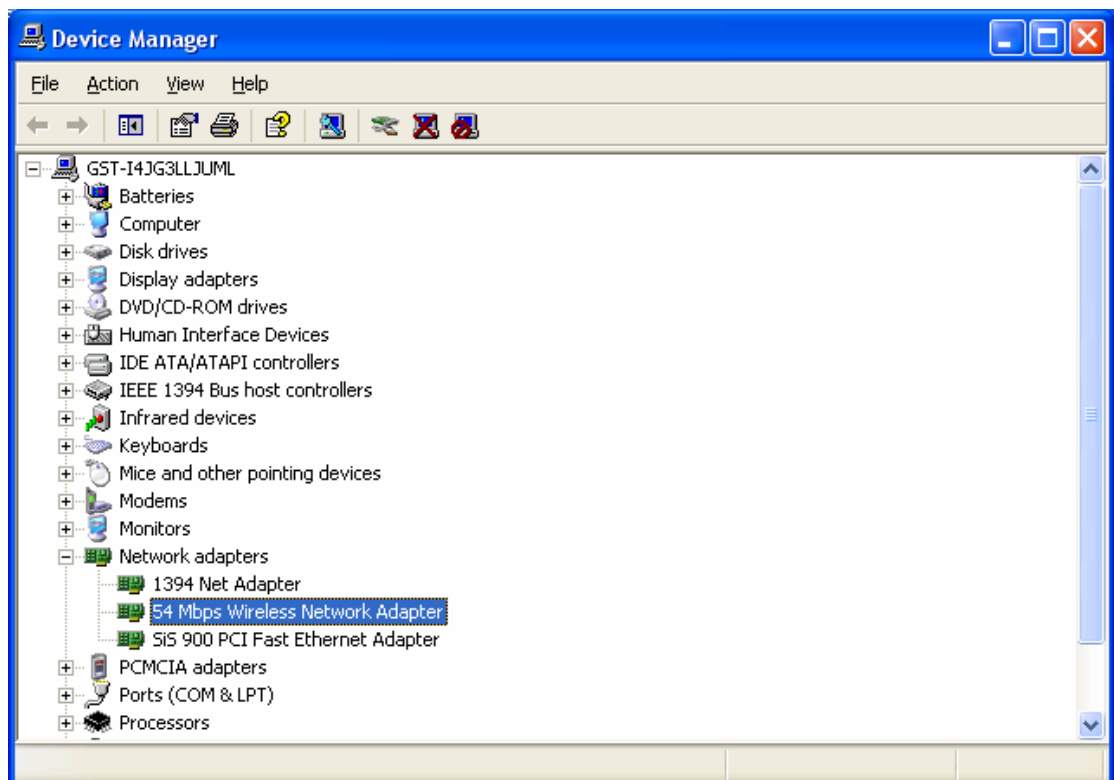 Device Manager
File Action View Help
GST-I4JG3LLJUML
Batteries
Computer
Disk drives
Display adapters
DVD/CD-ROM drives
Human Interface Devices
IDE ATA/ATAPI controllers
IEEE 1394 Bus host controllers
Infrared devices
Keyboards
Mice and other pointing devices
Modems
Monitors
Network adapters
1394 Net Adapter
54 Mbps Wireless Network Adapter
SiS 900 PCI Fast Ethernet Adapter
PCMCIA adapters
Ports (COM & LPT)
Processors